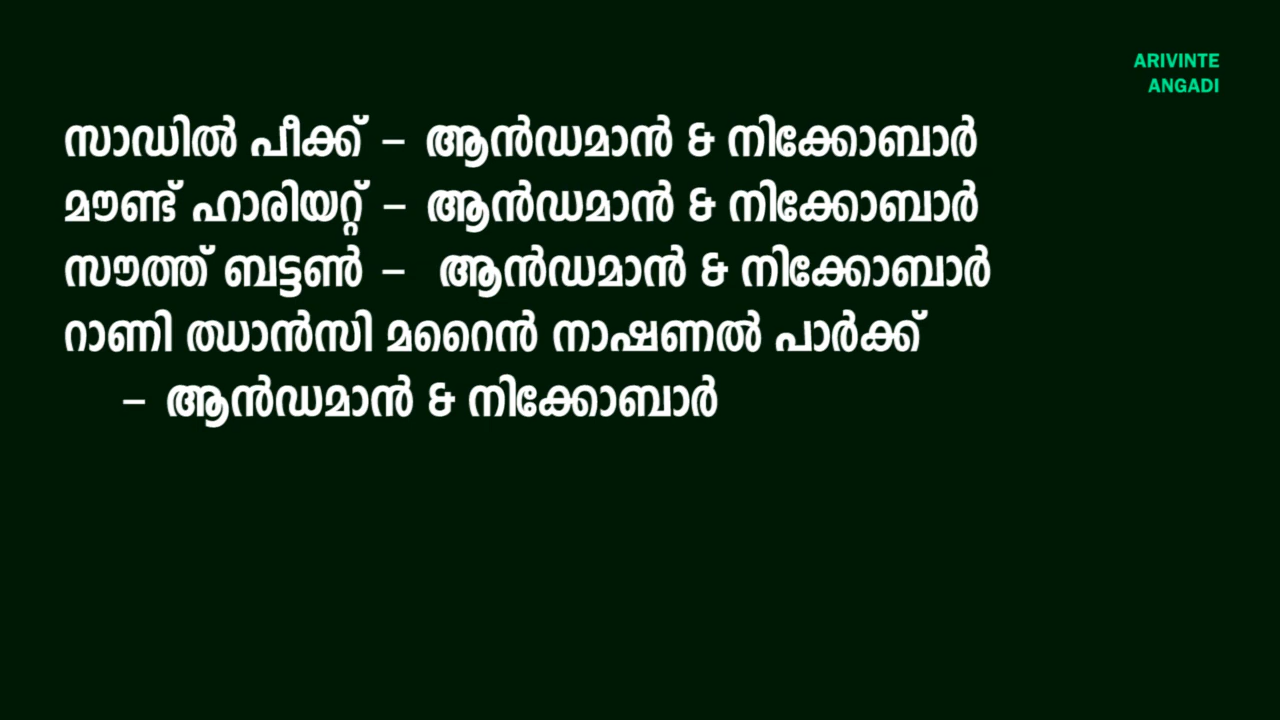 ARIVINTE
ANGADI
സാഡിൽ പീക്ക് – ആൻഡമാൻ & നിക്കോബാർ
മൗണ്ട് ഹാരിയറ്റ് – ആൻഡമാൻ & നിക്കോബാർ
സൗത്ത് ബട്ടൺ – ആൻഡമാൻ & നിക്കോബാർ
റാണി ഝാൻസി മറൈൻ നാഷണൽ പാർക്ക്
– ആൻഡമാൻ & നിക്കോബാർ